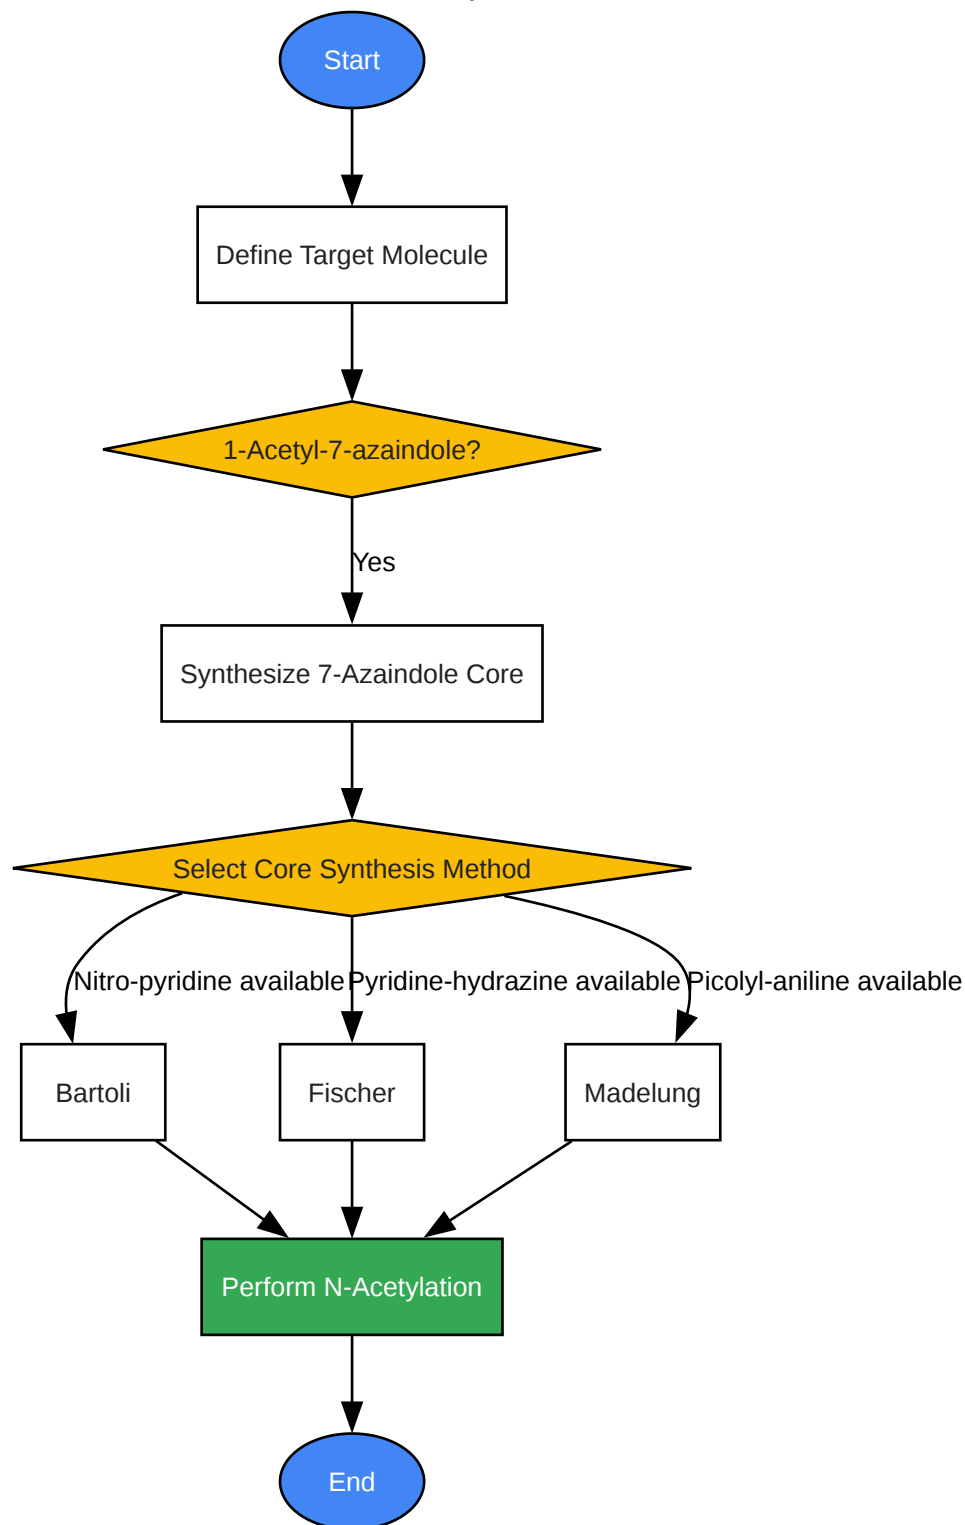 Start
Define Target Molecule
1-Acetyl-7-azaindole?
Yes
Synthesize 7-Azaindole Core
Select Core Synthesis Method
Nitro-pyridine available
Pyridine-hydrazine available
Picolyl-aniline available
Bartoli
Fischer
Madelung
Perform N-Acetylation
End